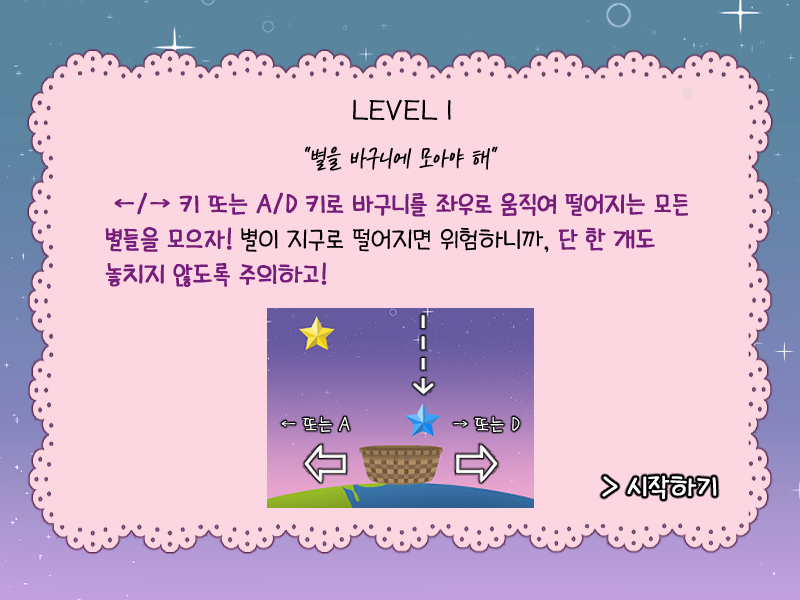 LEVEL 1
"별을 바구니에 모아야 해"
←/→ 키 또는 A/D 키로 바구니를 좌우로 움직여 떨어지는 모든
별들을 모으자! 별이 지구로 떨어지면 위험하니까, 단 한 개도
놓치지 않도록 주의하고!
← 또는 A
→ 또는 D
> 시작하기